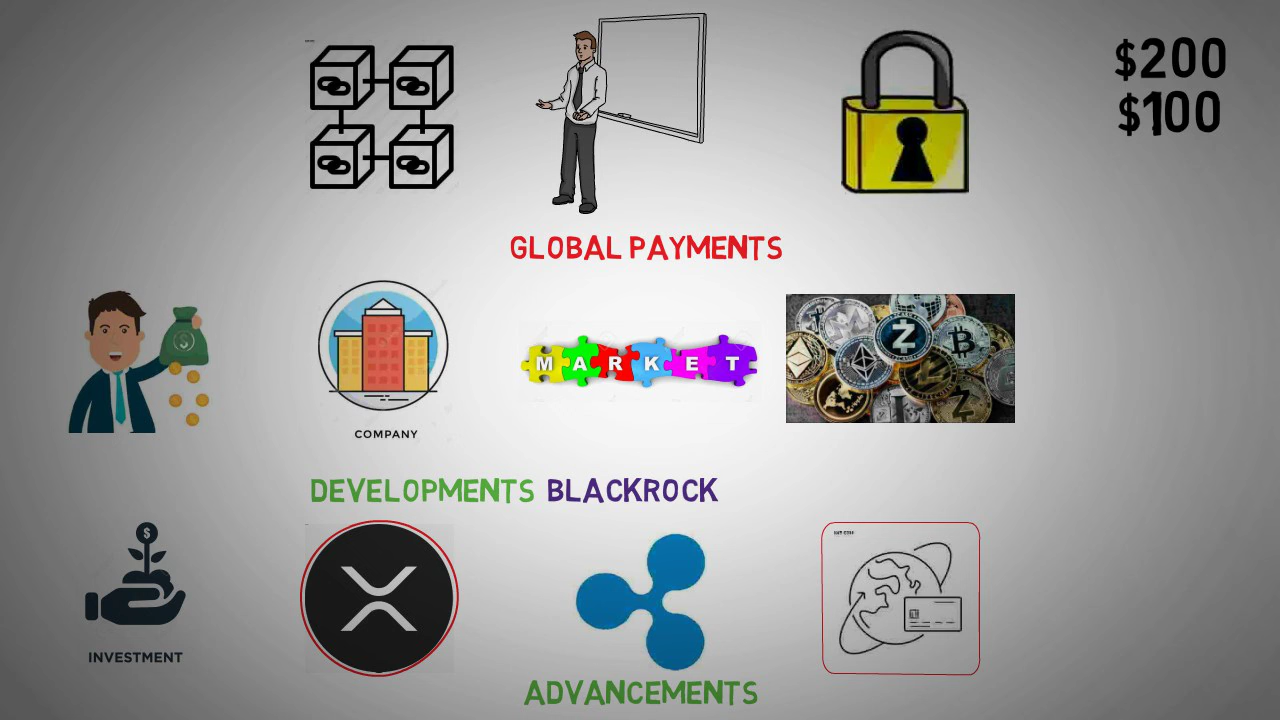 $200
$100
GLOBAL PAYMENTS
MARKET
COMPANY
DEVELOPMENTS BLACKROCK
INVESTMENT
ADVANCEMENTS